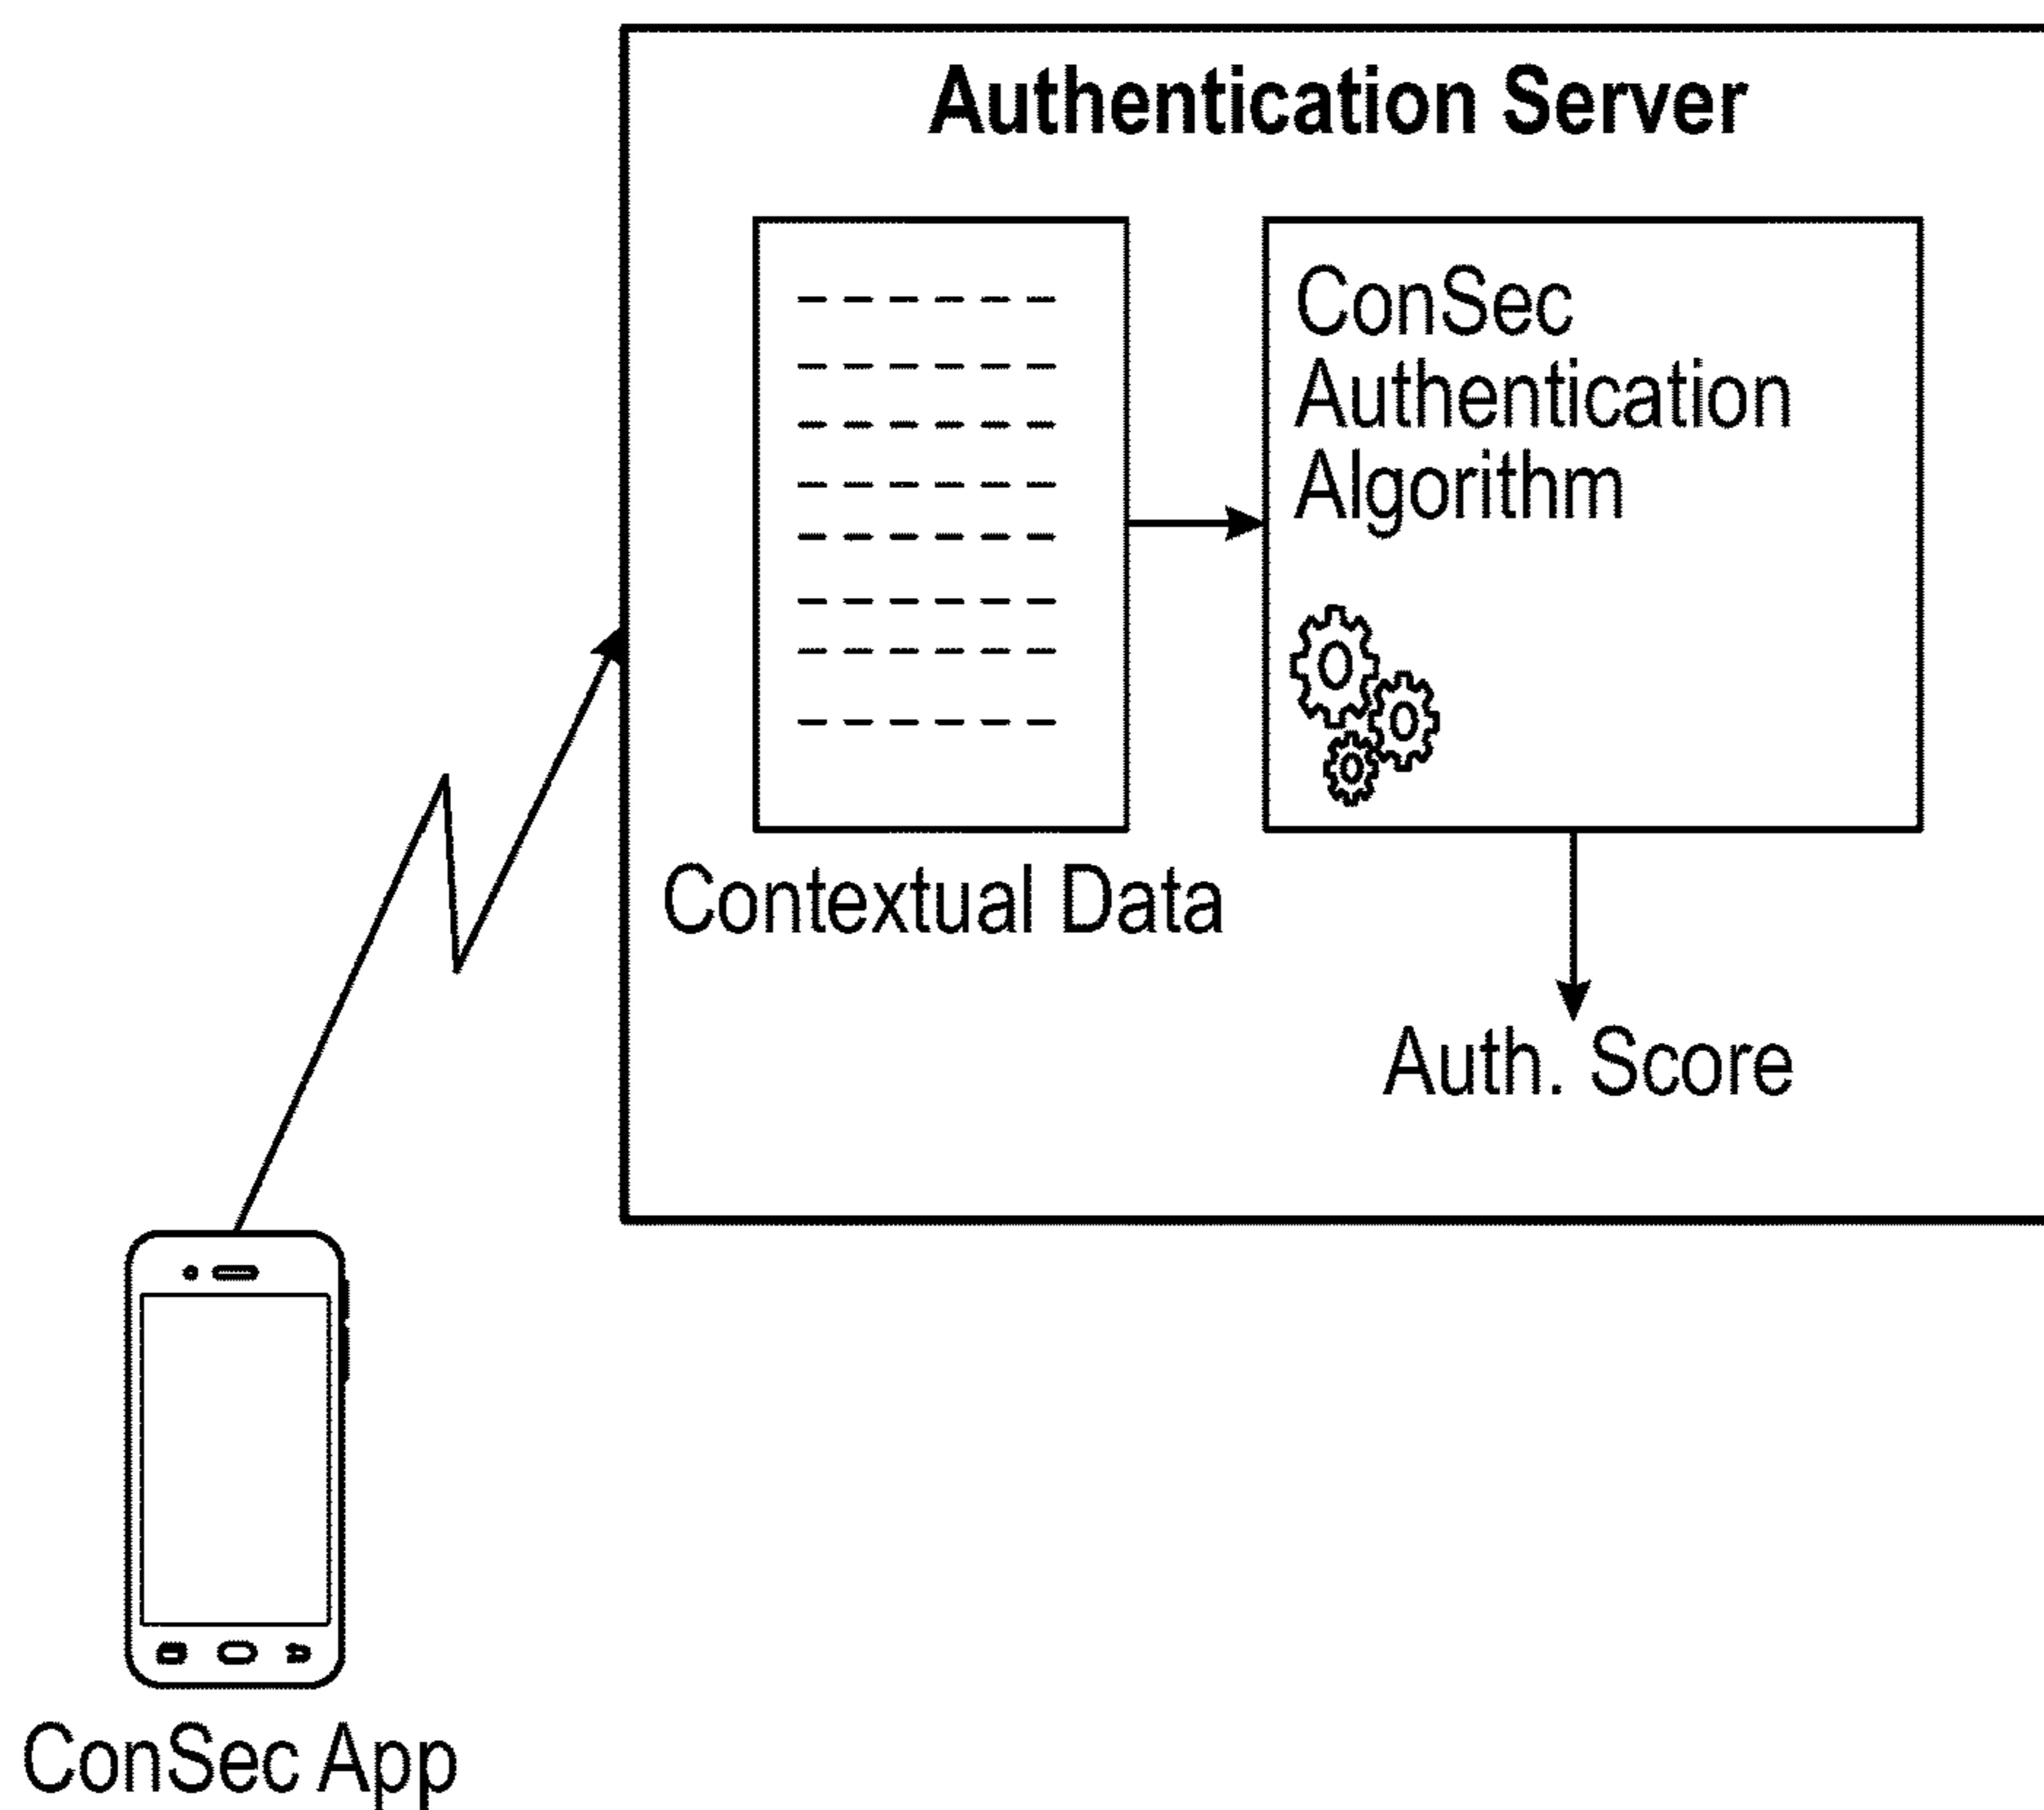 Authentication Server
ConSec
Authentication
Algorithm
Contextual Data
Auth. Score
ConSec App